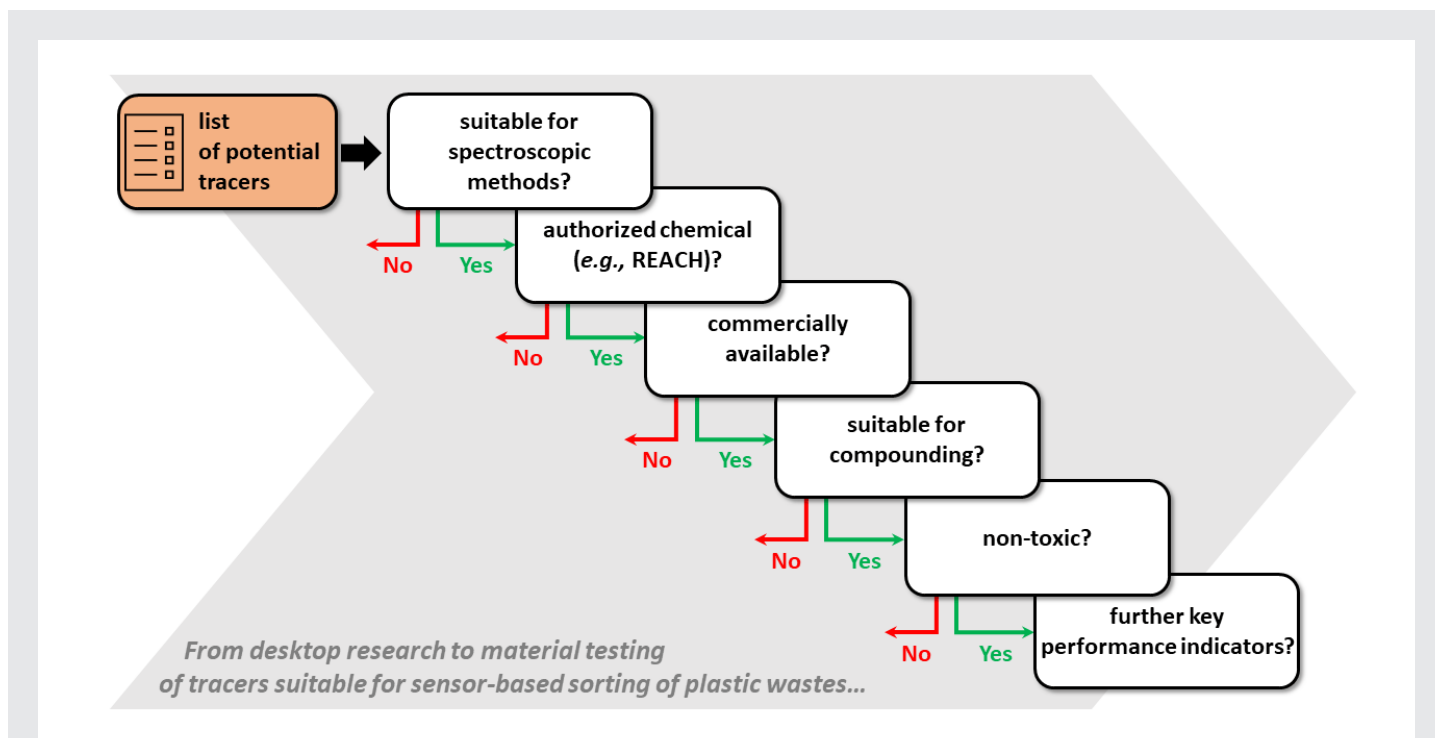 list
of potential
tracers
suitable for
spectroscopic
methods?
No
Yes
authorized chemical
(e.g., REACH)?
No
Yes
commercially
available?
No
Yes
suitable for
compounding?
No
Yes
non-toxic?
No
Yes
further key
performance indicators?
From desktop research to material testing
of tracers suitable for sensor-based sorting of plastic wastes...